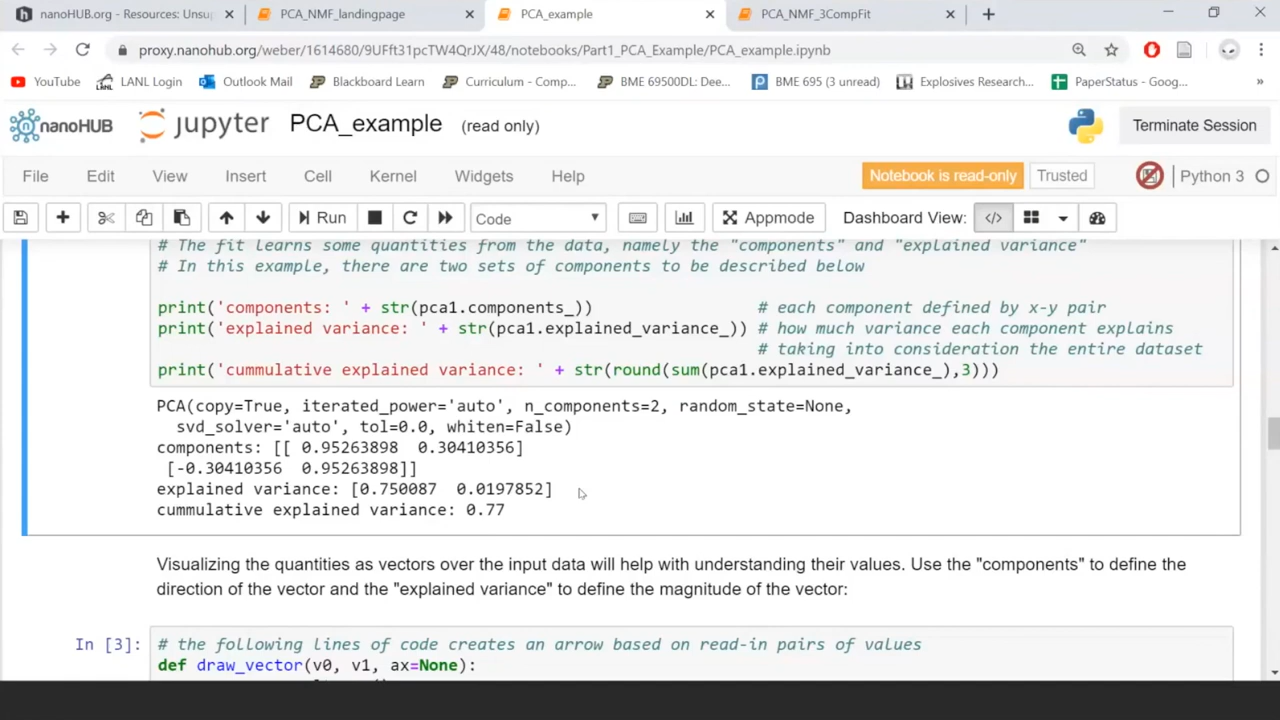 nanoHUB.org - Resources: Unsup
PCA_NMF_landingpage
PCA_example
PCA_NMF_3CompFit
proxy.nanohub.org/weber/1614680/9UFft31pcTW4QrJX/48/notebooks/Part1_PCA_Example/PCA_example.ipynb
YouTube
LANL Login
Outlook Mail
Blackboard Learn
Curriculum - Comp...
BME 69500DL: Dee...
BME 695 (3 unread)
Explosives Research...
PaperStatus - Goog...
»
nanoHUB
jupyter
PCA_example
(read only)
Terminate Session
File
Edit
View
Insert
Cell
Kernel
Widgets
Help
Notebook is read-only
Trusted
Python 3
Run
Code
Appmode
Dashboard View:
</>
# The fit learns some quantities from the data, namely the "components" and "explained variance"
# In this example, there are two sets of components to be described below
print('components: ' + str(pca1.components_)) # each component defined by x-y pair
print('explained variance: ' + str(pca1.explained_variance_)) # how much variance each component explains
# taking into consideration the entire dataset
print('cummulative explained variance: ' + str(round(sum(pca1.explained_variance_),3)))
PCA(copy=True, iterated_power='auto', n_components=2, random_state=None,
svd_solver='auto', tol=0.0, whiten=False)
components: [[ 0.95263898 0.30410356]
[-0.30410356 0.95263898]]
explained variance: [0.750087 0.0197852]
cummulative explained variance: 0.77
Visualizing the quantities as vectors over the input data will help with understanding their values. Use the "components" to define the
direction of the vector and the "explained variance" to define the magnitude of the vector:
In [3]:
# the following lines of code creates an arrow based on read-in pairs of values
def draw_vector(v0, v1, ax=None):